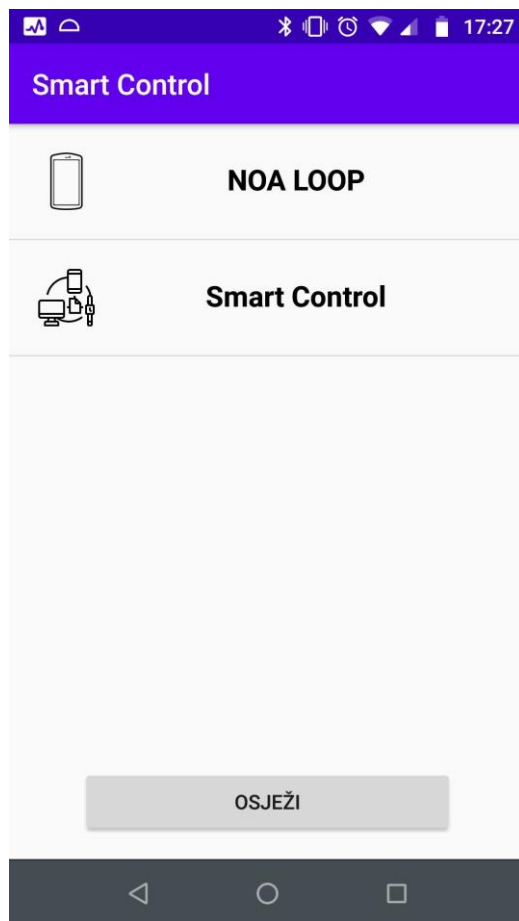 17:27
Smart Control
NOA LOOP
Smart Control
OSJEŽI